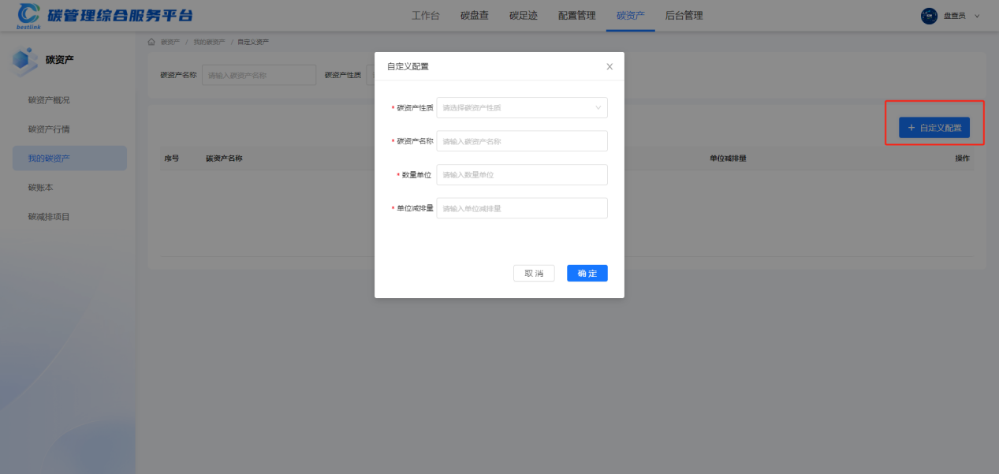 碳管理综合服务平台
bestlink
工作台 碳盘查 碳足迹 配置管理 碳资产 后台管理
盘查员
碳资产 / 我的碳资产 / 自定义资产
碳资产
碳资产概况
碳资产行情
我的碳资产
碳账本
碳减排项目
碳资产名称 请输入碳资产名称 碳资产性质
+ 自定义配置
序号 碳资产名称 单位减排量 操作
自定义配置
* 碳资产性质 请选择碳资产性质
* 碳资产名称 请输入碳资产名称
* 数量单位 请输入数量单位
* 单位减排量 请输入单位减排量
取 消 确 定